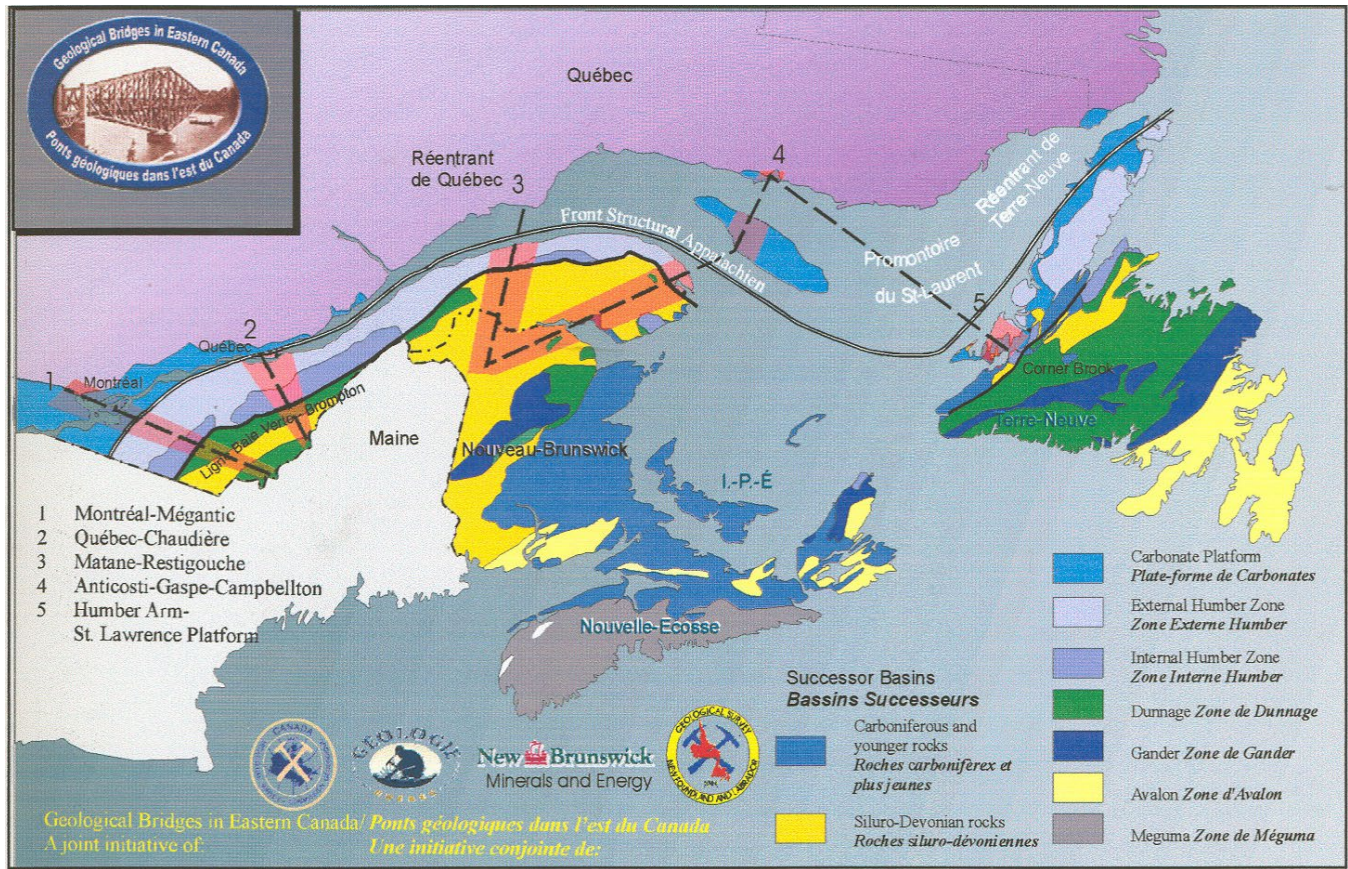 Geological Bridges in Eastern Canada
Ponts géologiques dans l'est du Canada
Québec
4
Réentrant
de Québec
3
Réentrant de
Terre-Neuve
Front Structural Appalachien
Promontoire
du St-Laurent
5
2
Québec
1
Montréal
Ligne Baie Verte-Brompton
Maine
Corner Brook
Terre-Neuve
Nouveau-Brunswick
I.-P.-É
Nouvelle-Ecosse
1 Montréal-Mégantic
2 Québec-Chaudière
3 Matane-Restigouche
4 Anticosti-Gaspe-Campbellton
5 Humber Arm-
St. Lawrence Platform
Carbonate Platform
Plate-forme de Carbonates
External Humber Zone
Zone Externe Humber
Internal Humber Zone
Zone Interne Humber
Dunnage Zone de Dunnage
Gander Zone de Gander
Avalon Zone d'Avalon
Meguma Zone de Méguma
Successor Basins
Bassins Successeurs
Carboniferous and
younger rocks
Roches carboniferex et
plus jeunes
Siluro-Devonian rocks
Roches siluro-dévoniennes
CANADA
GÉOLOGIE
QUÉBEC
New Brunswick
Minerals and Energy
GEOLOGICAL SURVEY
NEWFOUNDLAND AND LABRADOR
Geological Bridges in Eastern Canada/ Ponts géologiques dans l'est du Canada
A joint initiative of: Une initiative conjointe de: